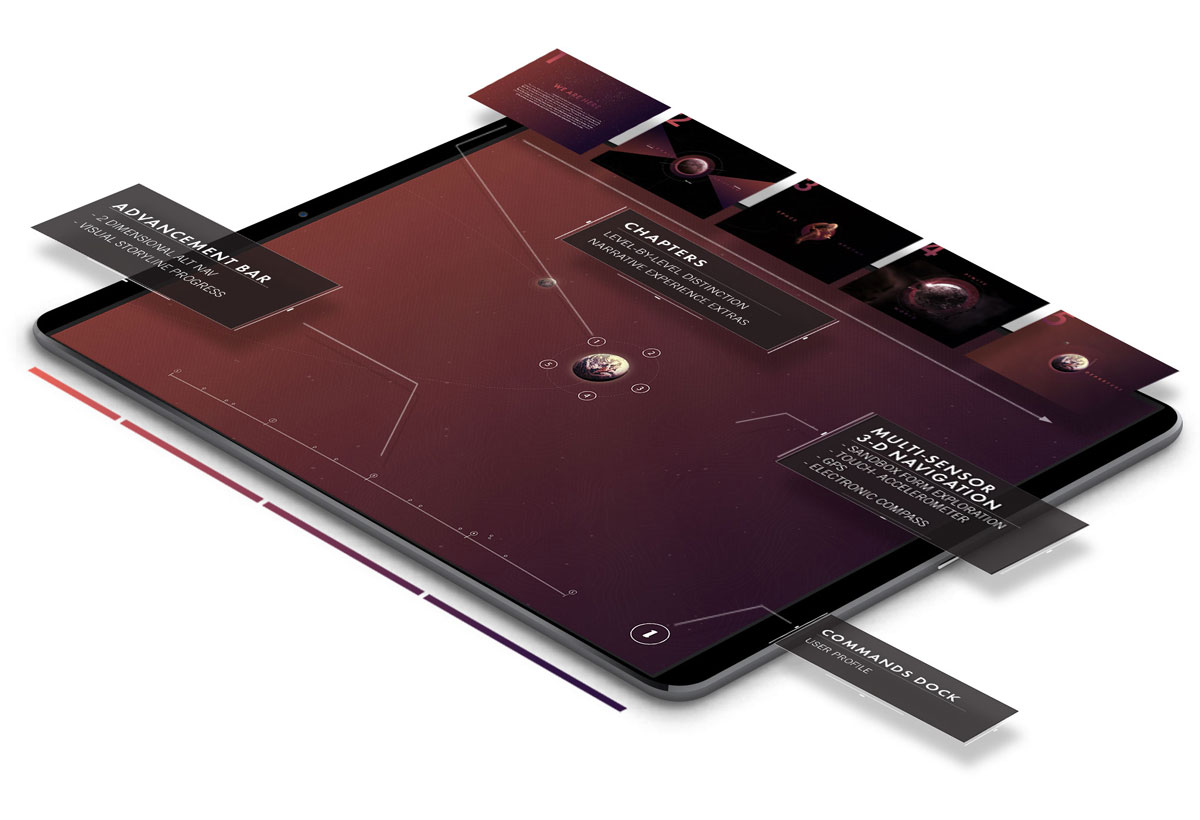 1
WE ARE HERE
2
3
SPACE
4
5
ADVANCEMENT BAR
- 2 DIMENSIONAL ALT NAV
- VISUAL STORYLINE PROGRESS
CHAPTERS
LEVEL-BY-LEVEL DISTINCTION
NARRATIVE EXPERIENCE EXTRAS
1
2
3
4
5
MULTI-SENSOR
3-D NAVIGATION
- SANDBOX FORM EXPLORATION
- TOUCH- ACCELEROMETER
- GPS
- ELECTRONIC COMPASS
1
COMMANDS DOCK
USER PROFILE